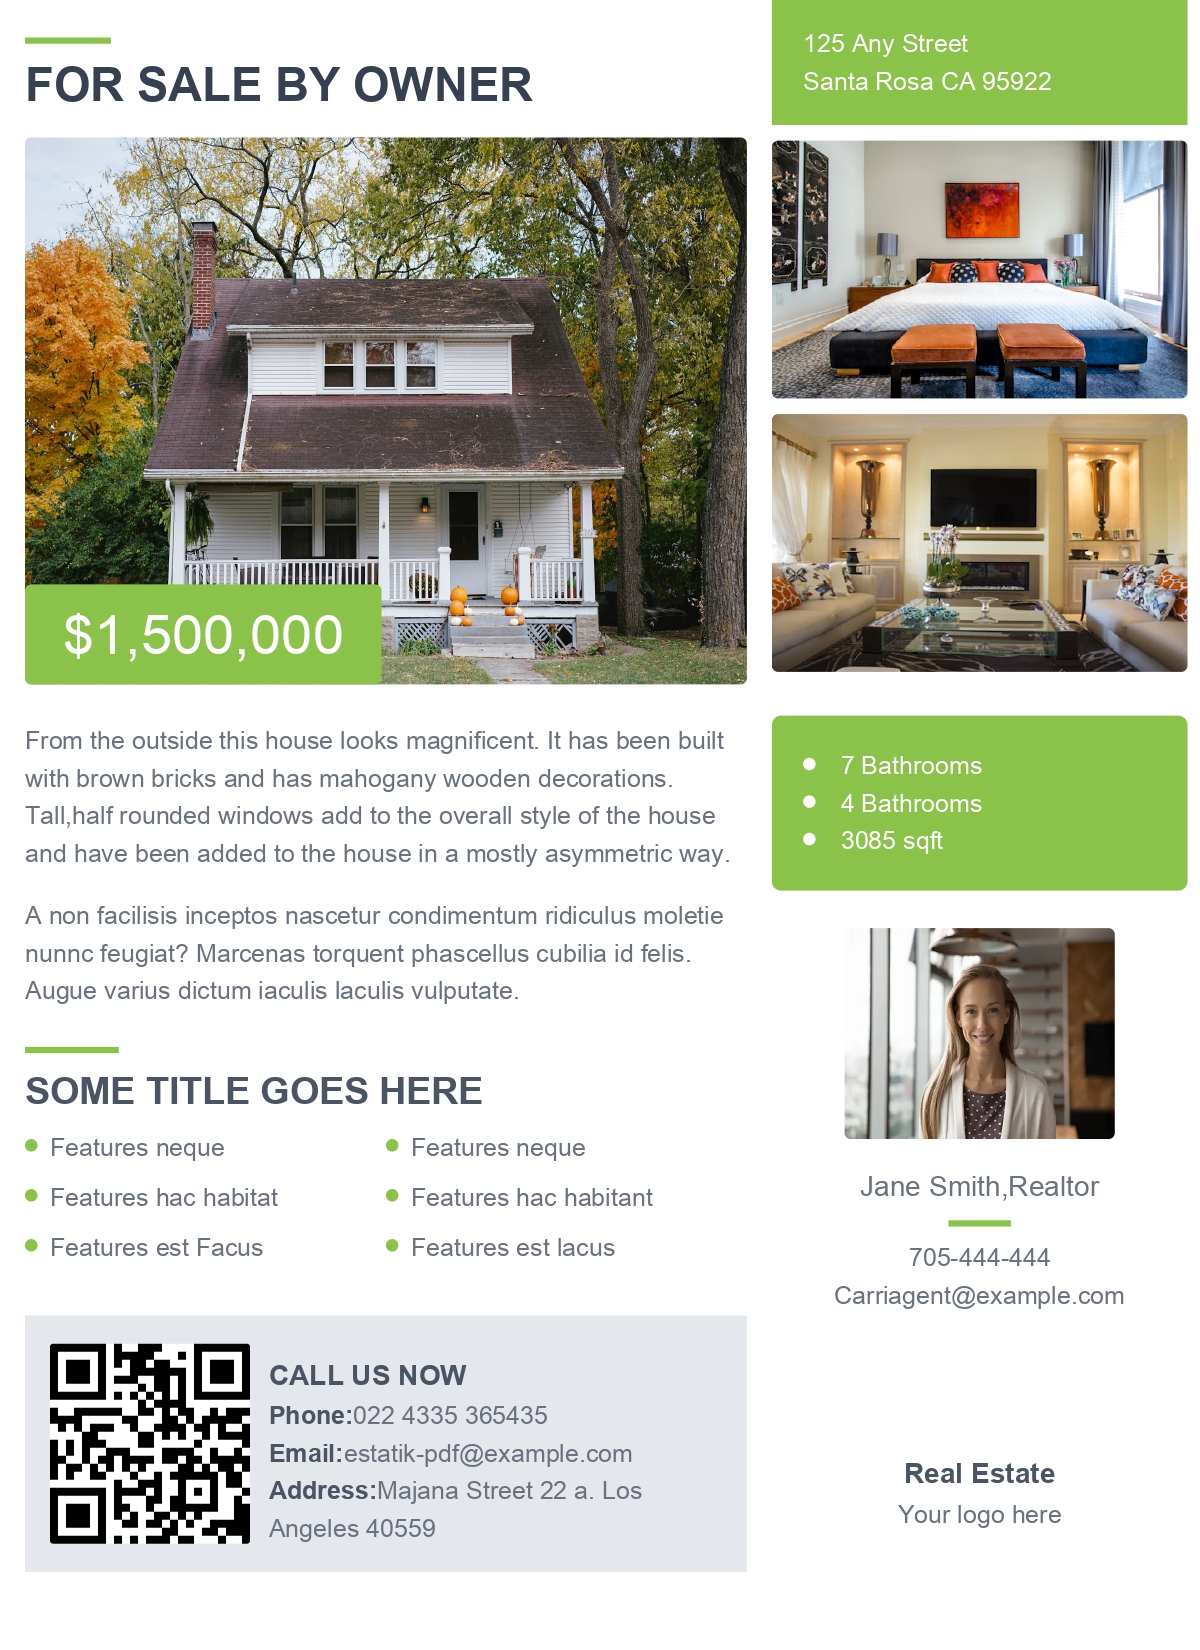 FOR SALE BY OWNER
125 Any Street
Santa Rosa CA 95922
$1,500,000
From the outside this house looks magnificent. It has been built
with brown bricks and has mahogany wooden decorations.
Tall,half rounded windows add to the overall style of the house
and have been added to the house in a mostly asymmetric way.
A non facilisis inceptos nascetur condimentum ridiculus moletie
nunnc feugiat? Marcenas torquent phascellus cubilia id felis.
Augue varius dictum iaculis laculis vulputate.
7 Bathrooms
4 Bathrooms
3085 sqft
SOME TITLE GOES HERE
Features neque
Features hac habitat
Features est Facus
Features neque
Features hac habitant
Features est lacus
Jane Smith,Realtor
705-444-444
Carriagent@example.com
CALL US NOW
Phone:022 4335 365435
Email:estatik-pdf@example.com
Address:Majana Street 22 a. Los
Angeles 40559
Real Estate
Your logo here